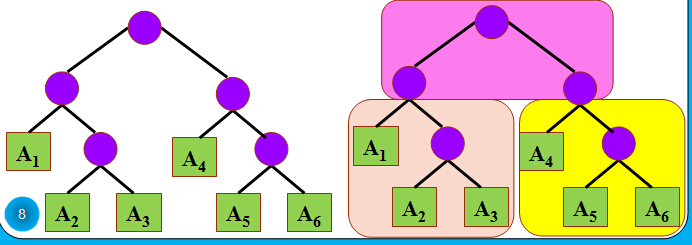 A₁ A₄ A₁ A₄
8 A₂ A₃ A₅ A₆ A₂ A₃ A₅ A₆